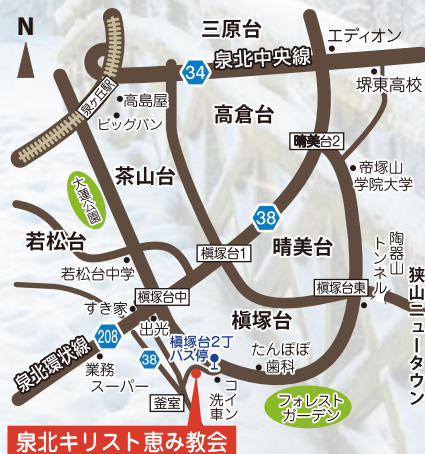 N
三原台
エディオン
泉北中央線
34
堺東高校
泉ヶ丘駅
高島屋
ビッグバン
高倉台
晴美台2
帝塚山
学院大学
茶山台
大蓮公園
38
若松台
槇塚台1
晴美台
陶器山
トンネル
若松台中学
槇塚台東
狭山ニュータウン
すき家
槇塚台中
槇塚台
出光
208
泉北環状線
槇塚台2丁
バス停
業務
スーパー
38
たんぽぽ
歯科
釜室
コイン
洗車
フォレスト
ガーデン
泉北キリスト恵み教会